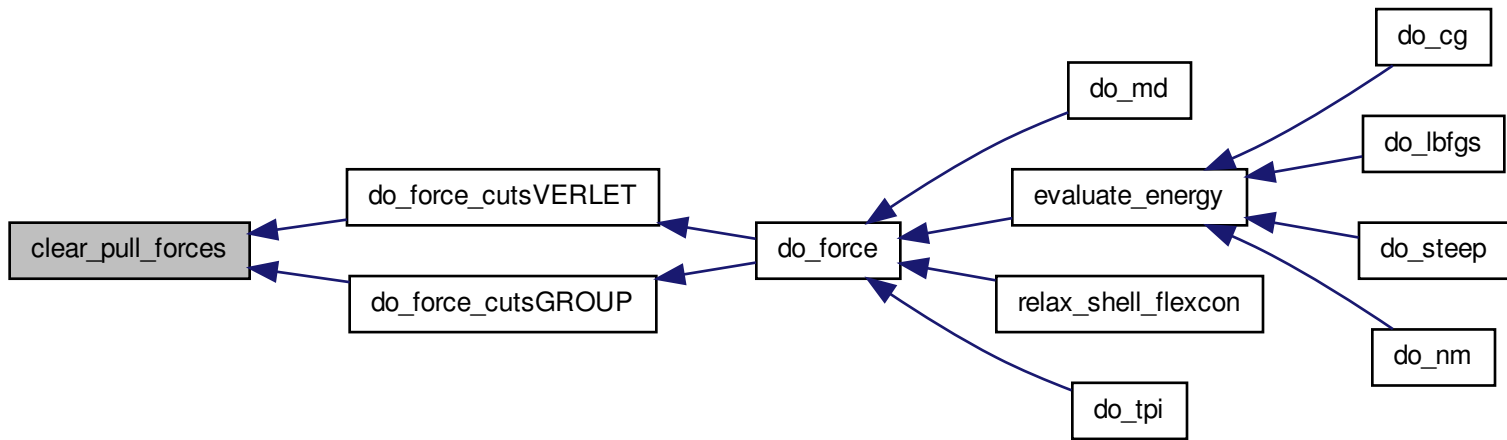 clear_pull_forces
do_force_cutsVERLET
do_force_cutsGROUP
do_force
do_md
evaluate_energy
relax_shell_flexcon
do_tpi
do_cg
do_lbfgs
do_steep
do_nm